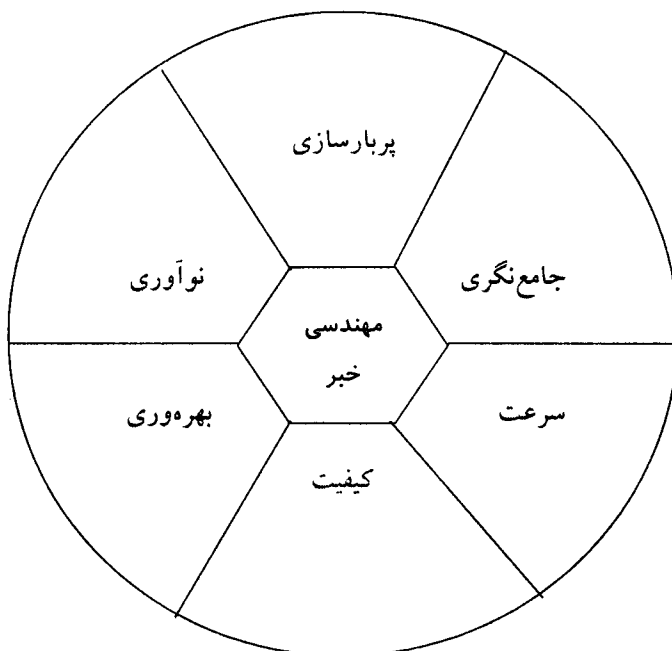 پربارسازی
جامع‌نگری
نوآوری
مهندسی
خبر
سرعت
بهره‌وری
کیفیت